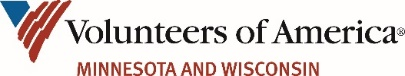 Volunteers of America®
MINNESOTA AND WISCONSIN